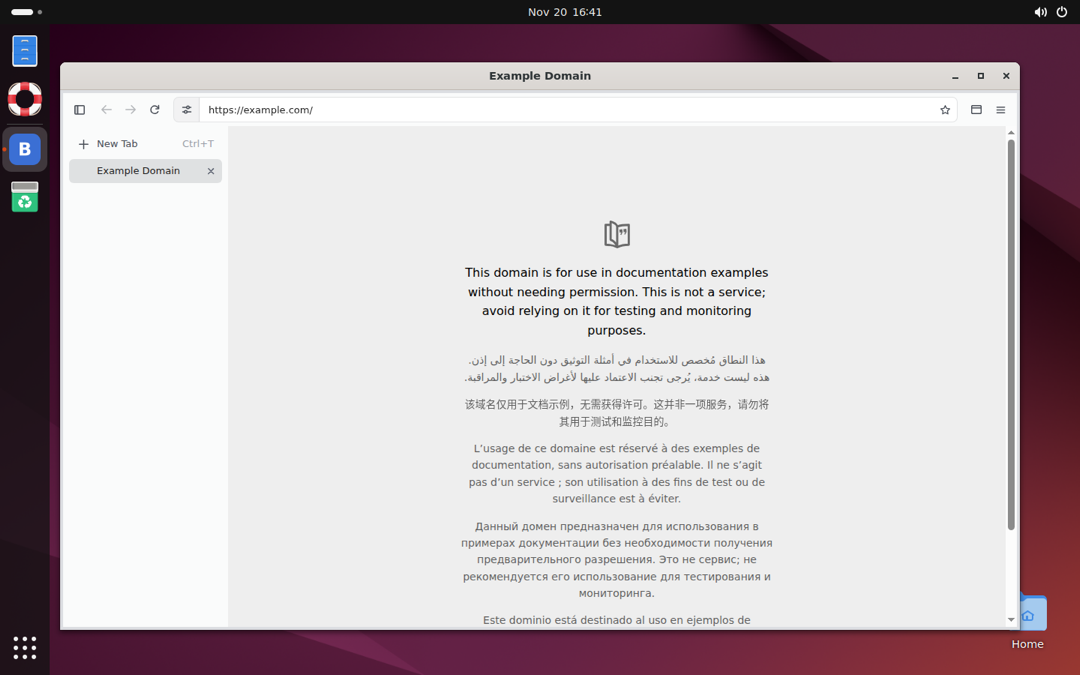 Nov 20 16:41
Example Domain
https://example.com/
New Tab Ctrl+T
Example Domain
B
This domain is for use in documentation examples
without needing permission. This is not a service;
avoid relying on it for testing and monitoring
purposes.
هذا النطاق مُخصص للاستخدام في أمثلة التوثيق دون الحاجة إلى إذن.
هذه ليست خدمة، يُرجى تجنب الاعتماد عليها لأغراض الاختبار والمراقبة.
该域名仅用于文档示例，无需获得许可。这并非一项服务，请勿将
其用于测试和监控目的。
L’usage de ce domaine est réservé à des exemples de
documentation, sans autorisation préalable. Il ne s’agit
pas d’un service ; son utilisation à des fins de test ou de
surveillance est à éviter.
Данный домен предназначен для использования в
примерах документации без необходимости получения
предварительного разрешения. Это не сервис; не
рекомендуется его использование для тестирования и
мониторинга.
Este dominio está destinado al uso en ejemplos de
Home